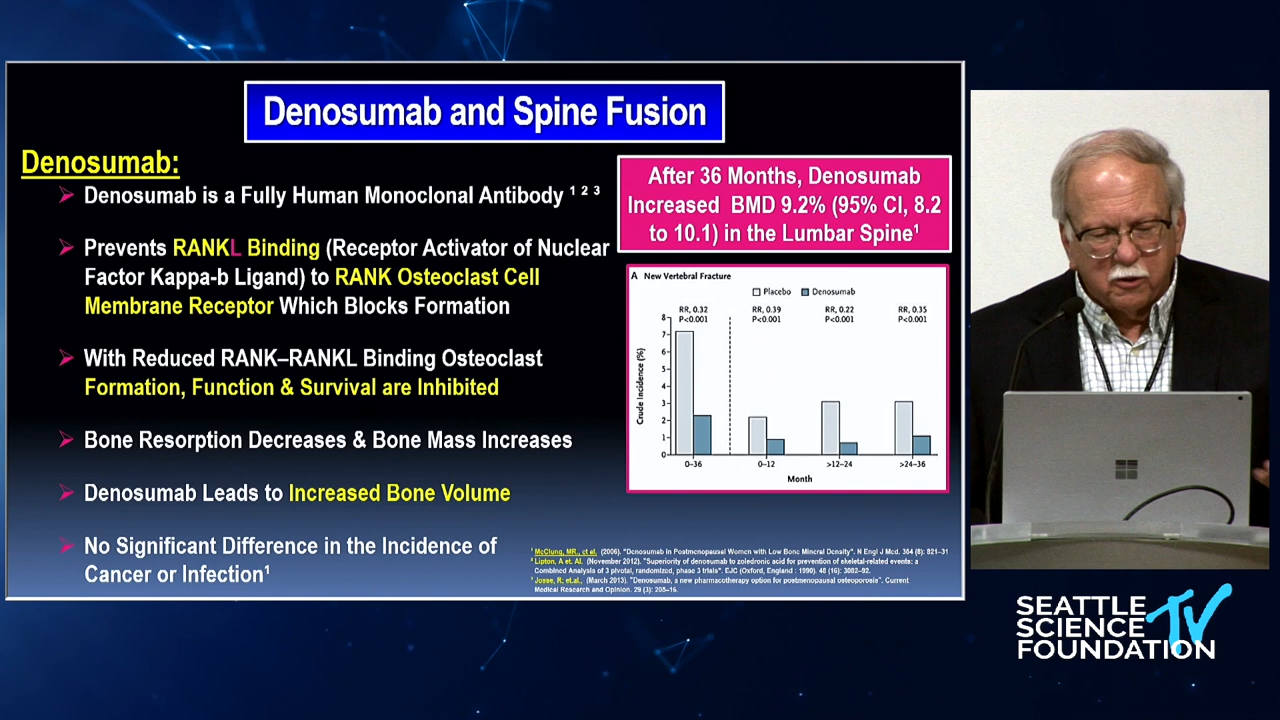 Denosumab and Spine Fusion
Denosumab:
Denosumab is a Fully Human Monoclonal Antibody ¹ ² ³
Prevents RANKL Binding (Receptor Activator of Nuclear
Factor Kappa-b Ligand) to RANK Osteoclast Cell
Membrane Receptor Which Blocks Formation
With Reduced RANK–RANKL Binding Osteoclast
Formation, Function & Survival are Inhibited
Bone Resorption Decreases & Bone Mass Increases
Denosumab Leads to Increased Bone Volume
No Significant Difference in the Incidence of
Cancer or Infection¹
After 36 Months, Denosumab
Increased BMD 9.2% (95% CI, 8.2
to 10.1) in the Lumbar Spine¹
A New Vertebral Fracture
Placebo Denosumab
RR, 0.32 RR, 0.39 RR, 0.22 RR, 0.35
P<0.001 P<0.001 P<0.001 P<0.001
Crude Incidence (%)
8
7
6
5
4
3
2
1
0
0–36 0–12 >12–24 >24–36
Month
¹ McClung, MR., et al. (2006). "Denosumab in Postmenopausal Women with Low Bone Mineral Density". N Engl J Med. 354 (8): 821–31
² Lipton, A et. Al. (November 2012). "Superiority of denosumab to zoledronic acid for prevention of skeletal-related events: a
Combined Analysis of 3 pivotal, randomized, phase 3 trials". EJC (Oxford, England : 1990). 48 (16): 3082–92.
³ Josse, R; et.al., (March 2013). "Denosumab, a new pharmacotherapy option for postmenopausal osteoporosis". Current
Medical Research and Opinion. 29 (3): 205–16.
SEATTLE
SCIENCE TV
FOUNDATION